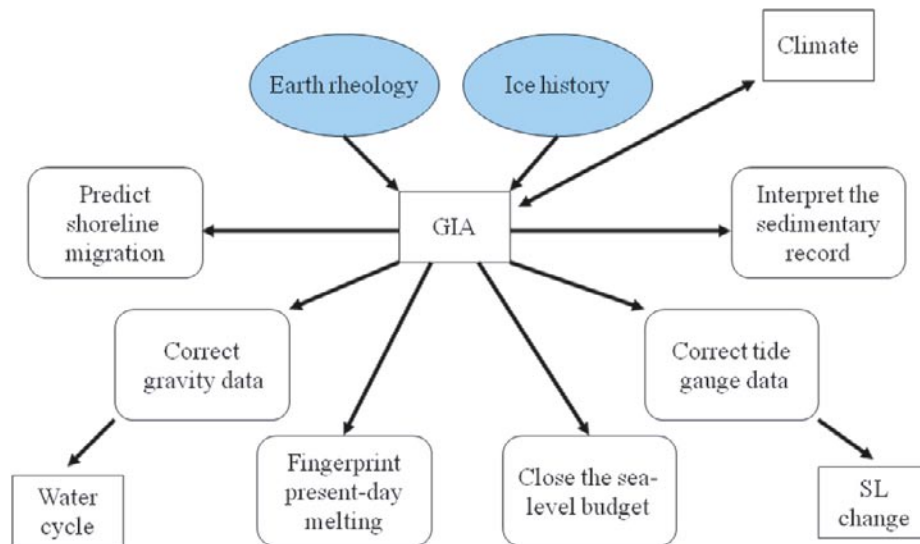 Climate
Earth rheology
Ice history
Predict
shoreline
migration
GIA
Interpret the
sedimentary
record
Correct
gravity data
Correct tide
gauge data
Water
cycle
Fingerprint
present-day
melting
Close the sea-
level budget
SL
change